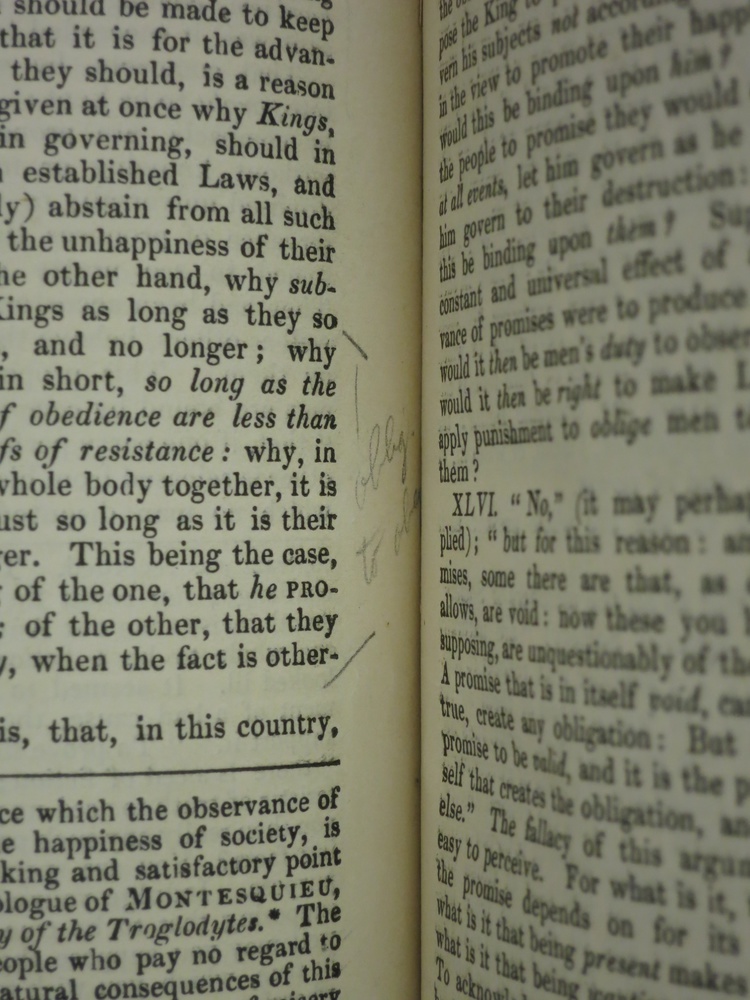 should be made to keep
that it is for the advan-
they should, is a reason
given at once why Kings,
in governing, should in
established Laws, and
ly) abstain from all such
the unhappiness of their
he other hand, why sub-
Kings as long as they so
, and no longer; why
in short, so long as the
f obedience are less than
fs of resistance: why, in
whole body together, it is
ust so long as it is their
ger. This being the case,
of the one, that he PRO-
; of the other, that they
y, when the fact is other-
is, that, in this country,
ce which the observance of
e happiness of society, is
king and satisfactory point
ologue of MONTESQUIEU,
y of the Troglodytes.* The
eople who pay no regard to
atural consequences of this
pose the King to
vern his subjects not according
in the view to promote their happ
would this be binding upon him?
the people to promise they would
at all events, let him govern as he
him govern to their destruction:
this be binding upon them? Sup
constant and universal effect of
vance of promises were to produce
would it then be men's duty to obser
would it then be right to make L
apply punishment to oblige men to
them?
XLVI. "No," (it may perha
plied); "but for this reason: am
mises, some there are that, as
allows, are void: now these you
supposing, are unquestionably of th
A promise that is in itself void, ca
true, create any obligation: But
promise to be valid, and it is the p
self that creates the obligation, an
else." The fallacy of this argum
easy to perceive. For what is it,
the promise depends on for its
what is it that being present makes
what is it that being
To acknowl